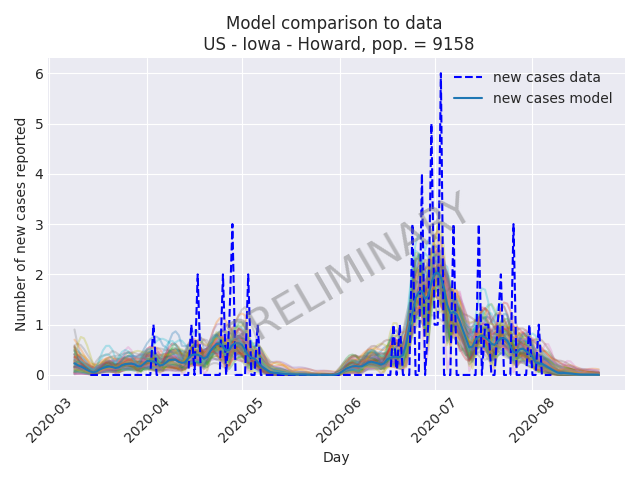 Model comparison to data
US - Iowa - Howard, pop. = 9158
new cases data
new cases model
PRELIMINARY
Number of new cases reported
6
5
4
3
2
1
0
2020-03
2020-04
2020-05
2020-06
2020-07
2020-08
Day